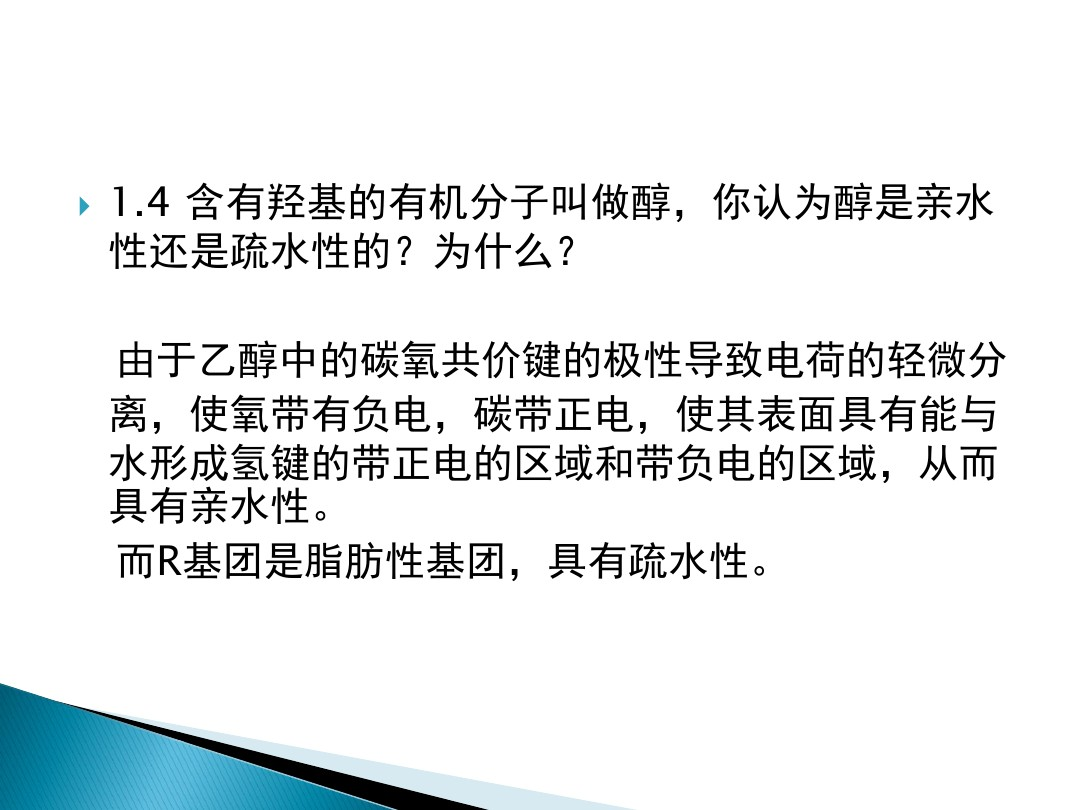 1.4 含有羟基的有机分子叫做醇，你认为醇是亲水
性还是疏水性的？为什么？
由于乙醇中的碳氧共价键的极性导致电荷的轻微分
离，使氧带有负电，碳带正电，使其表面具有能与
水形成氢键的带正电的区域和带负电的区域，从而
具有亲水性。
而R基团是脂肪性基团，具有疏水性。